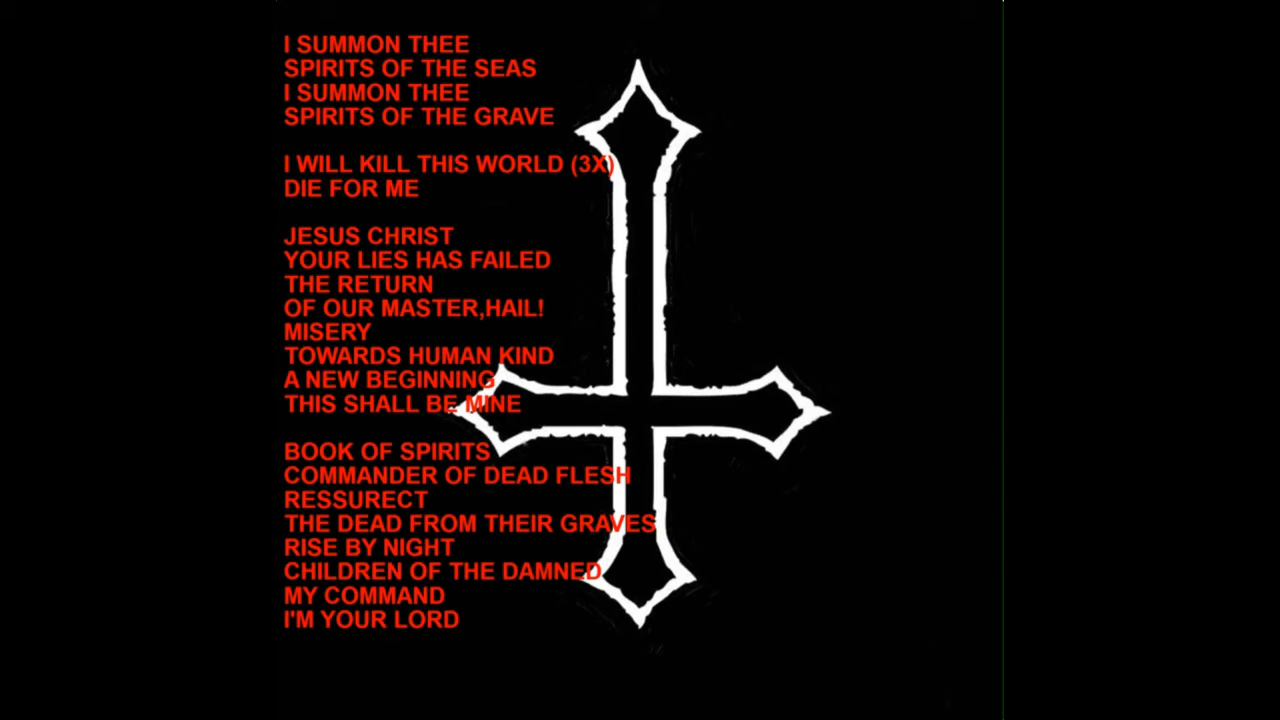 I SUMMON THEE
SPIRITS OF THE SEAS
I SUMMON THEE
SPIRITS OF THE GRAVE
I WILL KILL THIS WORLD (3X)
DIE FOR ME
JESUS CHRIST
YOUR LIES HAS FAILED
THE RETURN
OF OUR MASTER,HAIL!
MISERY
TOWARDS HUMAN KIND
A NEW BEGINNING
THIS SHALL BE MINE
BOOK OF SPIRITS
COMMANDER OF DEAD FLESH
RESSURECT
THE DEAD FROM THEIR GRAVES
RISE BY NIGHT
CHILDREN OF THE DAMNED
MY COMMAND
I'M YOUR LORD